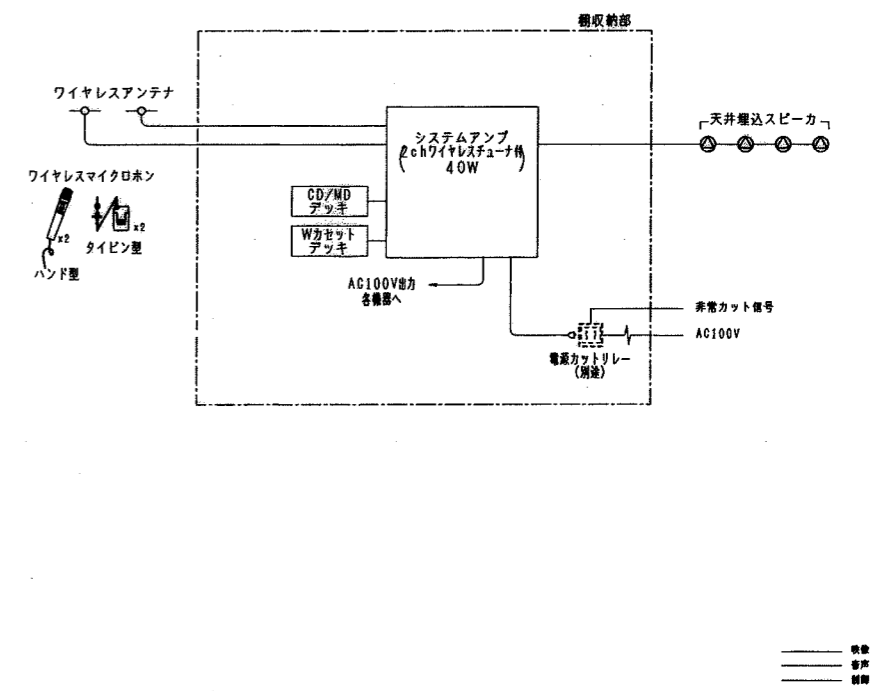 棚収納部
ワイヤレスアンテナ
システムアンプ
(2chワイヤレスチューナ付)
40W
天井埋込スピーカ
ワイヤレスマイクロホン
x2
ハンド型
x2
タイピン型
CD/MD
デッキ
Wカセット
デッキ
AC100V出力
各機器へ
非常カット信号
AC100V
電源カットリレー
(別途)
映像
音声
制御